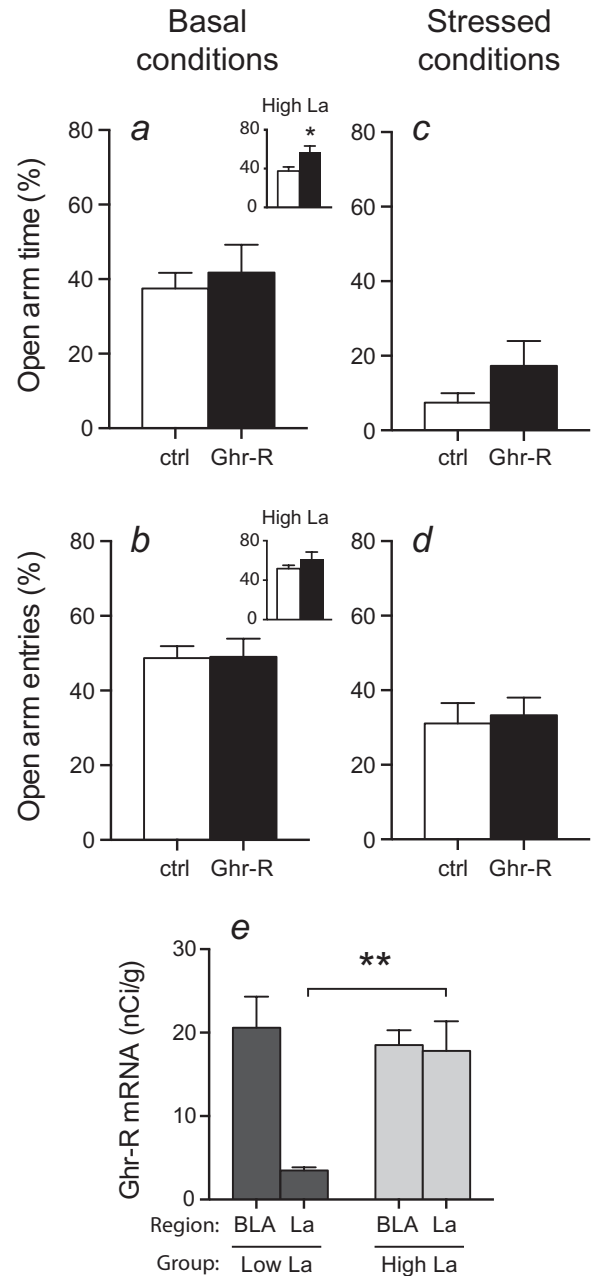 Basal
conditions
Stressed
conditions
a
High La
80
40
0
*
Open arm time (%)
80
60
40
20
0
ctrl Ghr-R
c
80
60
40
20
0
ctrl Ghr-R
b
High La
80
40
0
Open arm entries (%)
80
60
40
20
0
ctrl Ghr-R
d
80
60
40
20
0
ctrl Ghr-R
e
**
Ghr-R mRNA (nCi/g)
30
20
10
0
Region: BLA La BLA La
Group: Low La High La